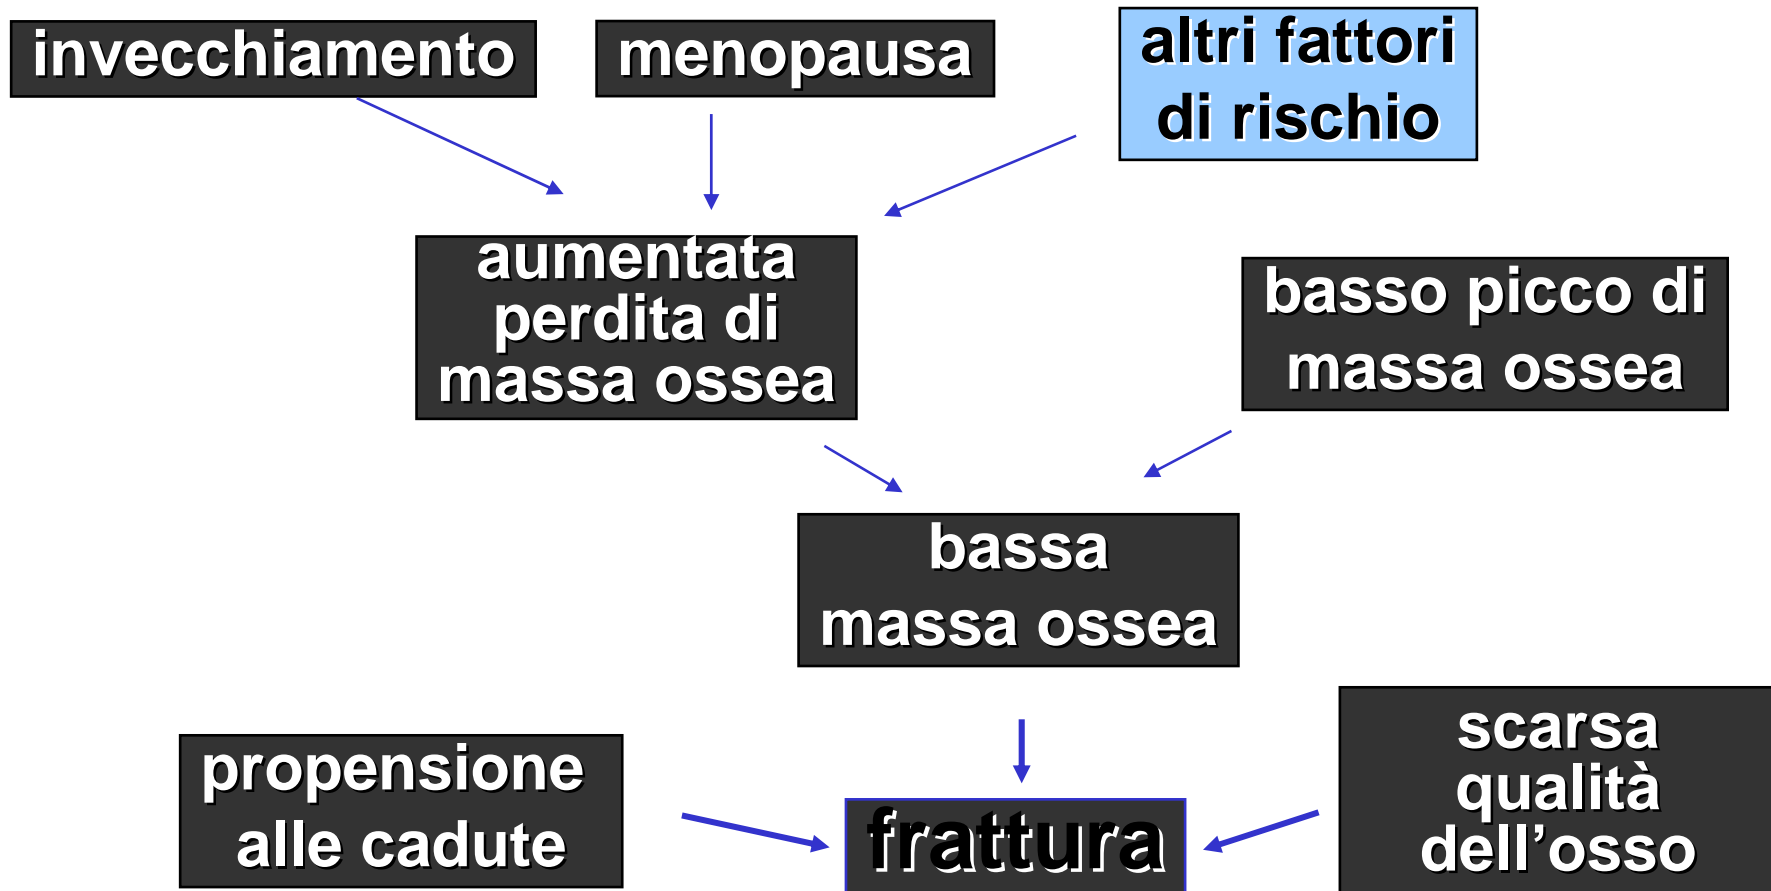 invecchiamento
menopausa
altri fattori
di rischio
aumentata
perdita di
massa ossea
basso picco di
massa ossea
bassa
massa ossea
propensione
alle cadute
frattura
scarsa
qualità
dell’osso